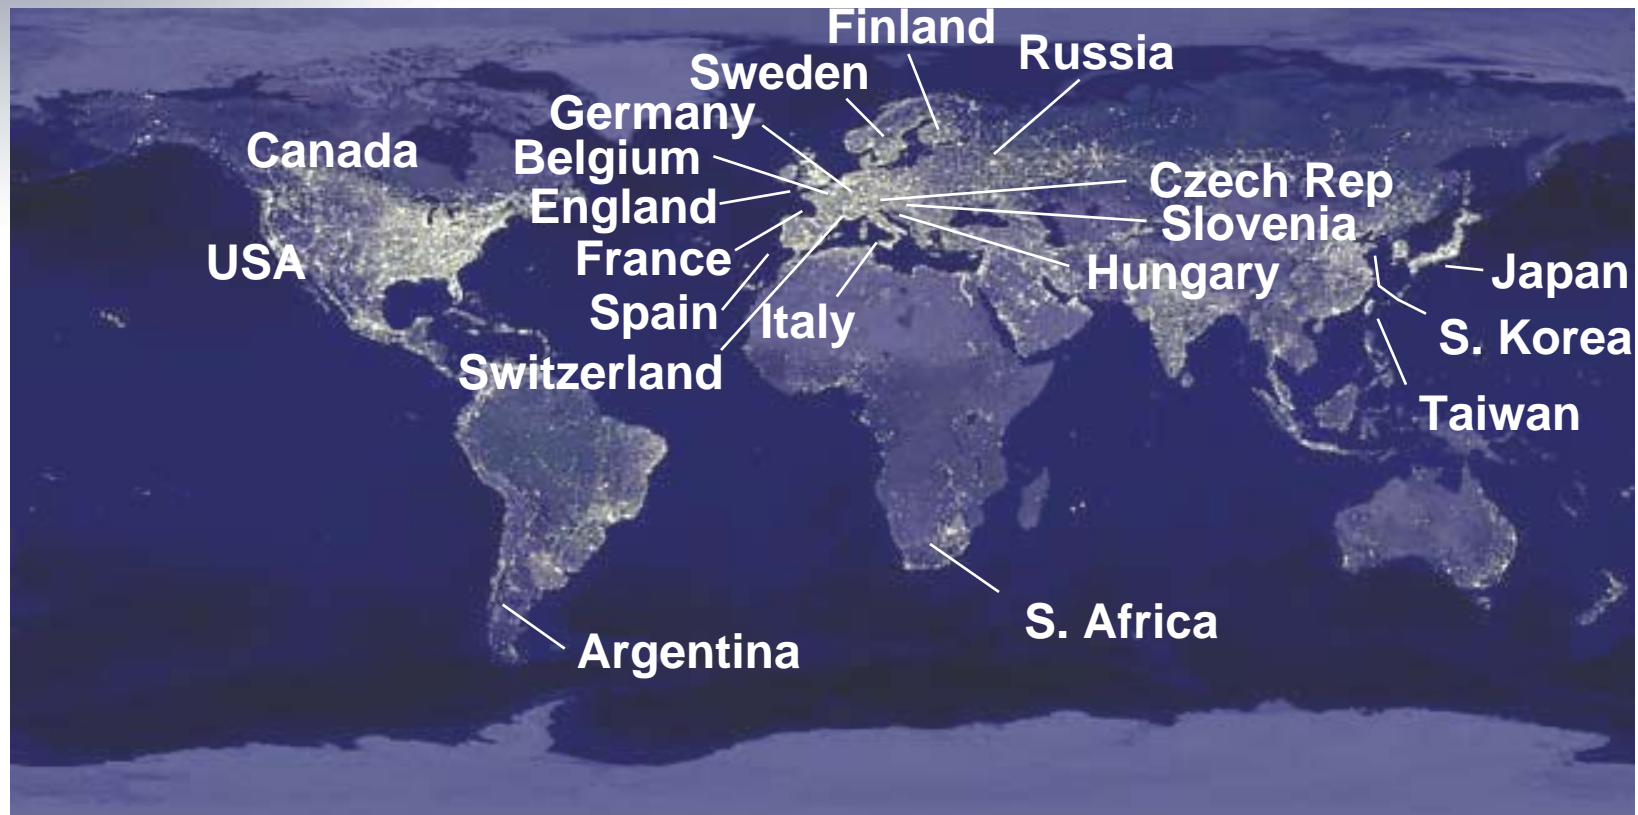 Finland
Russia
Sweden
Germany
Canada
Belgium
Czech Rep
England
Slovenia
France
USA
Hungary
Japan
Spain
Italy
S. Korea
Switzerland
Taiwan
S. Africa
Argentina